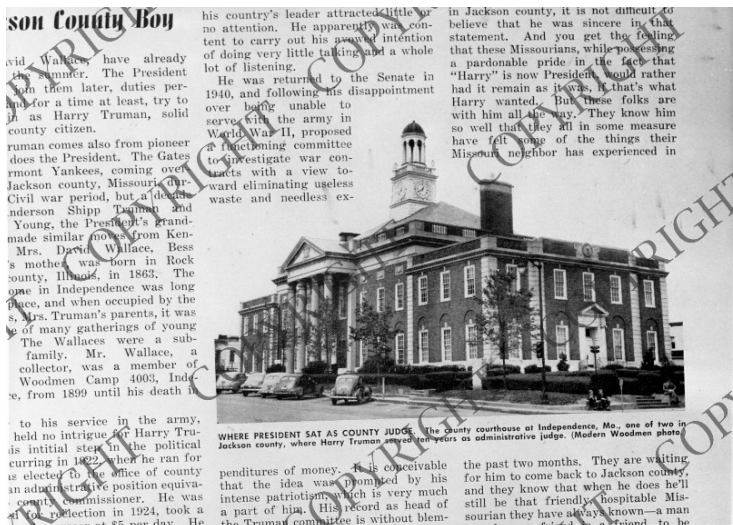 son County Boy
vid Wallace, have already
summer. The President
join them later, duties per-
and for a time at least, try to
in as Harry Truman, solid
county citizen.
ruman comes also from pioneer
does the President. The Gates
rmont Yankees, coming over
Jackson county, Missouri, dur-
Civil war period, but a decade
nderson Shipp Truman and
Young, the President's grand-
made similar moves from Ken-
Mrs. David Wallace, Bess
's mother, was born in Rock
county, Illinois, in 1863. The
ome in Independence was long
place, and when occupied by the
s, Mrs. Truman's parents, it was
e of many gatherings of young
The Wallaces were a sub-
family. Mr. Wallace, a
collector, was a member of
Woodmen Camp 4003, Inde-
e, from 1899 until his death in
to his service in the army,
held no intrigue for Harry Tru-
is intitial step in the political
curring in 1922, when he ran for
s elected to the office of county
an administrative position equiva-
county commissioner. He was
d for reelection in 1924, took a
at $5 per day. He
his country's leader attracted little or
no attention. He apparently was con-
tent to carry out his avowed intention
of doing very little talking and a whole
lot of listening.
He was returned to the Senate in
1940, and following his disappointment
over being unable to
serve with the army in
World War II, proposed
a functioning committee
to investigate war con-
tracts with a view to-
ward eliminating useless
waste and needless ex-
WHERE PRESIDENT SAT AS COUNTY JUDGE. The county courthouse at Independence, Mo., one of two in
Jackson county, where Harry Truman served ten years as administrative judge. (Modern Woodmen photo)
penditures of money. It is conceivable
that the idea was prompted by his
intense patriotism, which is very much
a part of him. His record as head of
the Truman committee is without blem-
in Jackson county, it is not difficult to
believe that he was sincere in that
statement. And you get the feeling
that these Missourians, while possessing
a pardonable pride in the fact that
"Harry" is now President, would rather
had it remain as it was, if that's what
Harry wanted. But these folks are
with him all the way. They know him
so well that they all in some measure
have felt some of the things their
Missouri neighbor has experienced in
the past two months. They are waiting
for him to come back to Jackson county,
and they know that when he does he'll
still be that friendly, hospitable Mis-
sourian they have always known—a man
friend to be
COPYRIGHT
COPYRIGHT
COPYRIGHT
COPYRIGHT
COPYRIGHT
COPYRIGHT